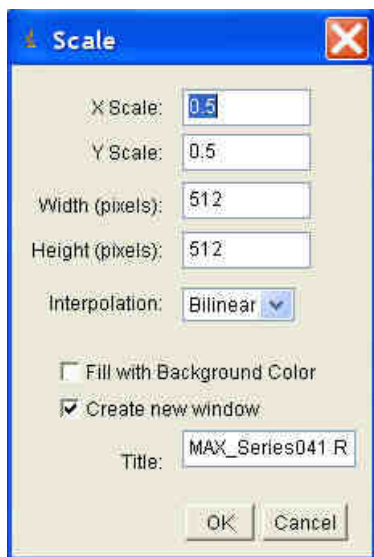 Scale
X Scale: 0.5
Y Scale: 0.5
Width (pixels): 512
Height (pixels): 512
Interpolation: Bilinear
Fill with Background Color
Create new window
Title: MAX_Series041 R
OK Cancel